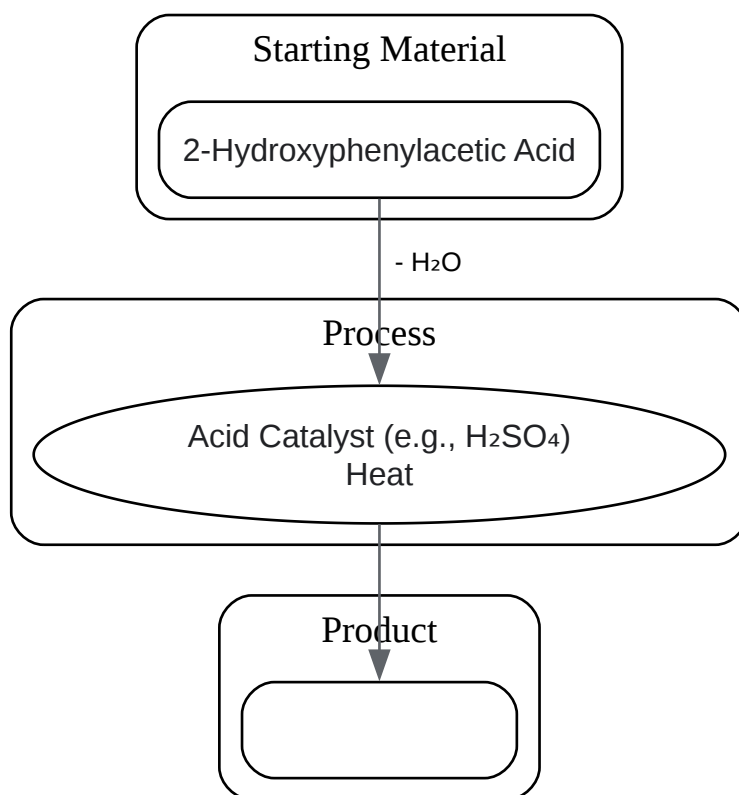 Starting Material
2-Hydroxyphenylacetic Acid
- H₂O
Process
Acid Catalyst (e.g., H₂SO₄)
Heat
Product